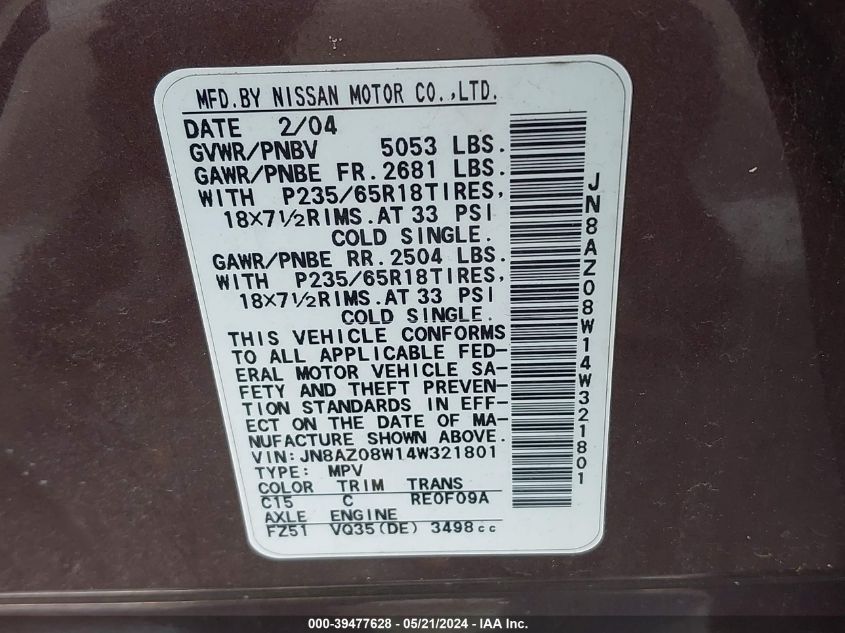 MFD.BY NISSAN MOTOR CO.,LTD.
DATE 2/04
GVWR/PNBV 5053 LBS.
GAWR/PNBE FR.2681 LBS.
WITH P235/65R18TIRES,
18X7½RIMS.AT 33 PSI
COLD SINGLE.
GAWR/PNBE RR.2504 LBS.
WITH P235/65R18TIRES,
18X7½RIMS.AT 33 PSI
COLD SINGLE.
THIS VEHICLE CONFORMS
TO ALL APPLICABLE FED-
ERAL MOTOR VEHICLE SA-
FETY AND THEFT PREVEN-
TION STANDARDS IN EFF-
ECT ON THE DATE OF MA-
NUFACTURE SHOWN ABOVE.
VIN:JN8AZ08W14W321801
TYPE: MPV
COLOR TRIM TRANS
C15 C RE0F09A
AXLE ENGINE
FZ51 VQ35(DE) 3498cc
JN8AZ08W14W321801
000-39477628 - 05/21/2024 - © IAA Inc.